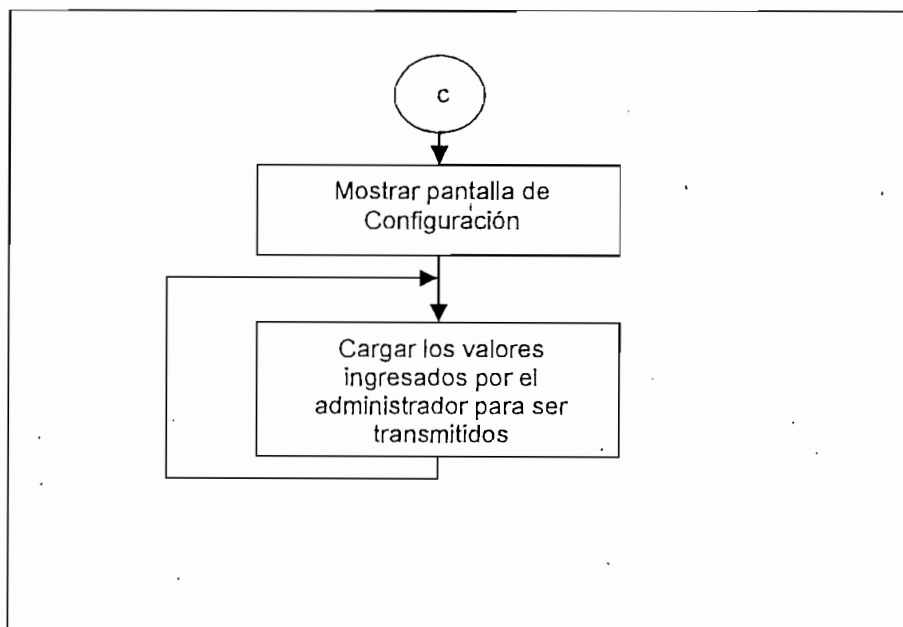 c
Mostrar pantalla de
Configuración
Cargar los valores
ingresados por el
administrador para ser
transmitidos